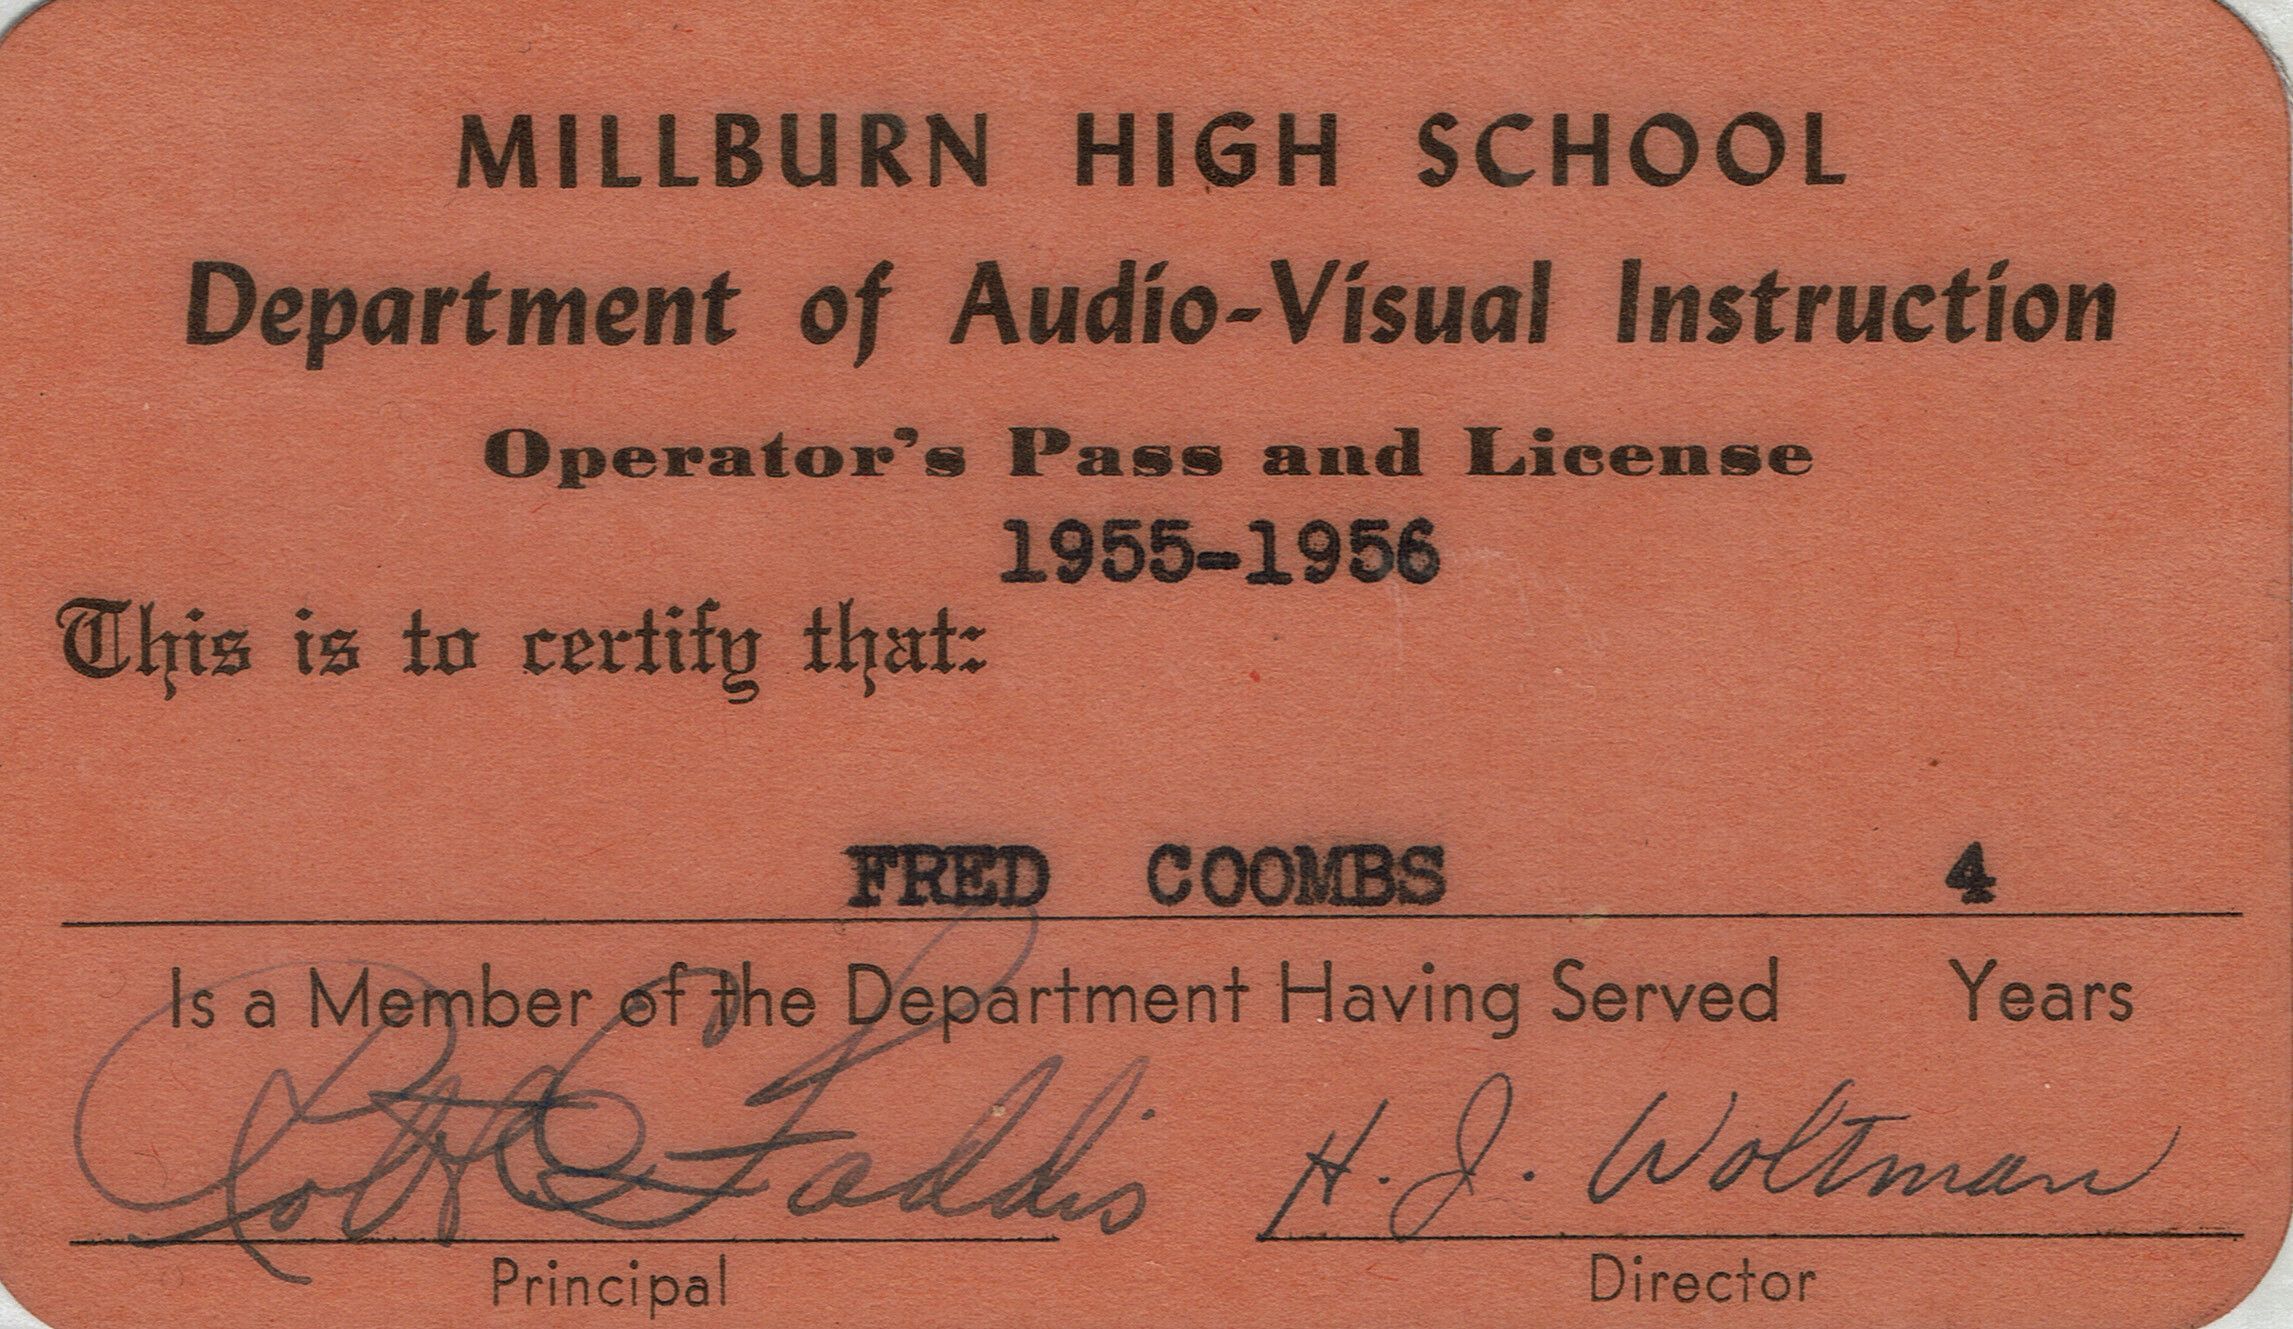 MILLBURN HIGH SCHOOL
Department of Audio-Visual Instruction
Operator's Pass and License
1955-1956
This is to certify that:
FRED COOMBS 4
Is a Member of the Department Having Served Years
Faddis H. J. Woltman
Principal Director